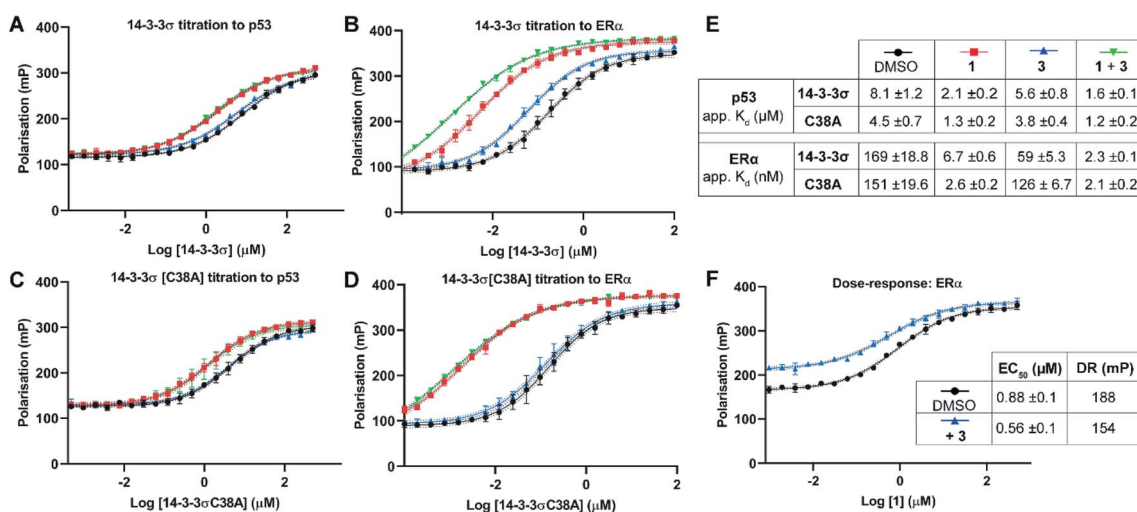 A
14-3-3σ titration to p53
Polarisation (mP)
400
300
200
100
0
-2
0
2
Log [14-3-3σ] (μM)
B
14-3-3σ titration to ERα
Polarisation (mP)
400
300
200
100
0
-2
0
2
Log [14-3-3σ] (μM)
E
DMSO 1 3 1 + 3
p53 app. Kd (μM)
14-3-3σ 8.1 ±1.2 2.1 ±0.2 5.6 ±0.8 1.6 ±0.1
C38A 4.5 ±0.7 1.3 ±0.2 3.8 ±0.4 1.2 ±0.2
ERα app. Kd (nM)
14-3-3σ 169 ±18.8 6.7 ±0.6 59 ±5.3 2.3 ±0.1
C38A 151 ±19.6 2.6 ±0.2 126 ± 6.7 2.1 ±0.2
C
14-3-3σ [C38A] titration to p53
Polarisation (mP)
400
300
200
100
0
-2
0
2
Log [14-3-3σC38A] (μM)
D
14-3-3σ[C38A] titration to ERα
Polarisation (mP)
400
300
200
100
0
-2
0
2
Log [14-3-3σC38A] (μM)
F
Dose-response: ERα
Polarisation (mP)
400
300
200
100
0
-2
0
2
Log [1] (μM)
EC50 (μM) DR (mP)
DMSO 0.88 ±0.1 188
+ 3 0.56 ±0.1 154